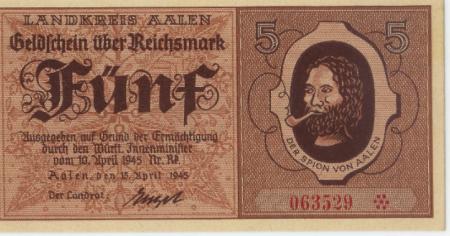 LANDKREIS AALEN
Geldschein über Reichsmark
Fünf
Ausgegeben auf Grund der Ermächtigung
durch den Württ. Innenminister
vom 10. April 1945 Nr. Rē.
Aalen, den 15. April 1945
Der Landrat:
5 5
DER SPION VON AALEN
063529